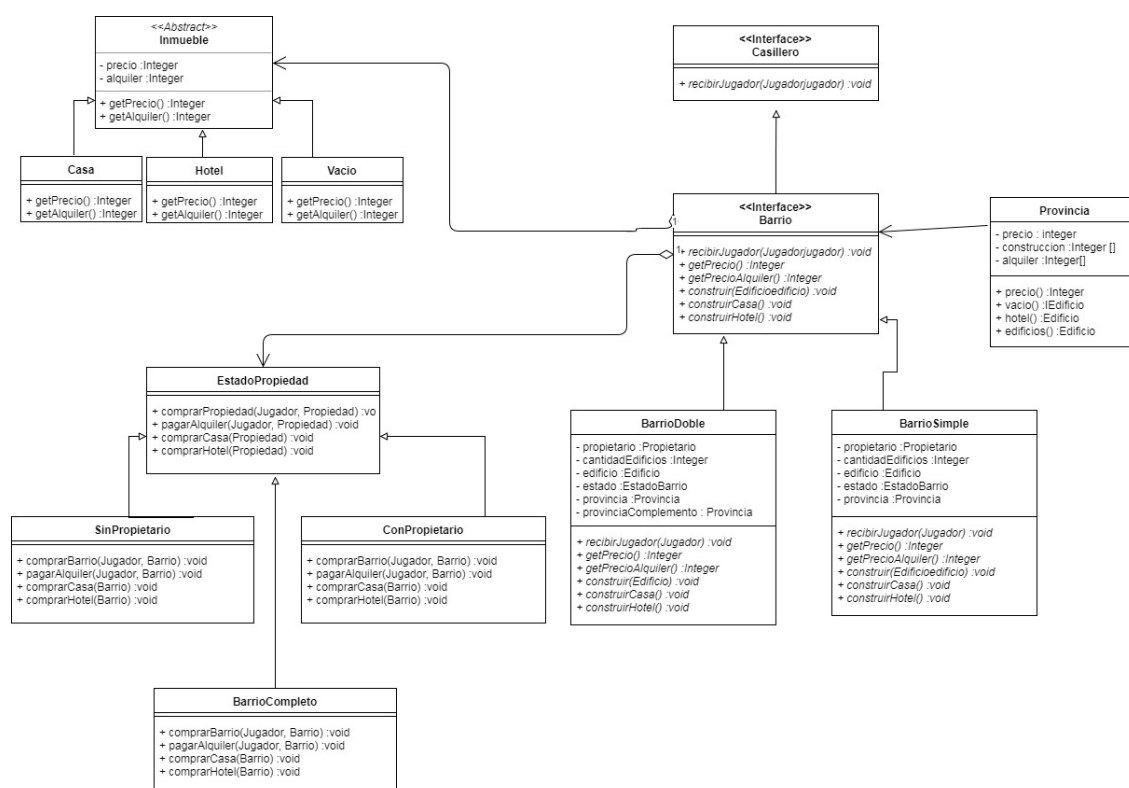 <<Abstract>>
Inmueble
- precio :Integer
- alquiler :Integer
+ getPrecio() :Integer
+ getAlquiler() :Integer
Casa
+ getPrecio() :Integer
+ getAlquiler() :Integer
Hotel
+ getPrecio() :Integer
+ getAlquiler() :Integer
Vacio
+ getPrecio() :Integer
+ getAlquiler() :Integer
<<Interface>>
Casillero
+ recibirJugador(Jugadorjugador) :void
<<Interface>>
Barrio
1
1
+ recibirJugador(Jugadorjugador) :void
+ getPrecio() :Integer
+ getPrecioAlquiler() :Integer
+ construir(Edificioedificio) :void
+ construirCasa() :void
+ construirHotel() :void
Provincia
- precio : integer
- construccion :Integer []
- alquiler :Integer[]
+ precio() :Integer
+ vacio() :IEdificio
+ hotel() :Edificio
+ edificios() :Edificio
EstadoPropiedad
+ comprarPropiedad(Jugador, Propiedad) :vo
+ pagarAlquiler(Jugador, Propiedad) :void
+ comprarCasa(Propiedad) :void
+ comprarHotel(Propiedad) :void
BarrioDoble
- propietario :Propietario
- cantidadEdificios :Integer
- edificio :Edificio
- estado :EstadoBarrio
- provincia :Provincia
- provinciaComplemento : Provincia
+ recibirJugador(Jugador) :void
+ getPrecio() :Integer
+ getPrecioAlquiler() :Integer
+ construir(Edificio) :void
+ construirCasa() :void
+ construirHotel() :void
BarrioSimple
- propietario :Propietario
- cantidadEdificios :Integer
- edificio :Edificio
- estado :EstadoBarrio
- provincia :Provincia
+ recibirJugador(Jugador) :void
+ getPrecio() :Integer
+ getPrecioAlquiler() :Integer
+ construir(Edificioedificio) :void
+ construirCasa() :void
+ construirHotel() :void
SinPropietario
+ comprarBarrio(Jugador, Barrio) :void
+ pagarAlquiler(Jugador, Barrio) :void
+ comprarCasa(Barrio) :void
+ comprarHotel(Barrio) :void
ConPropietario
+ comprarBarrio(Jugador, Barrio) :void
+ pagarAlquiler(Jugador, Barrio) :void
+ comprarCasa(Barrio) :void
+ comprarHotel(Barrio) :void
BarrioCompleto
+ comprarBarrio(Jugador, Barrio) :void
+ pagarAlquiler(Jugador, Barrio) :void
+ comprarCasa(Barrio) :void
+ comprarHotel(Barrio) :void